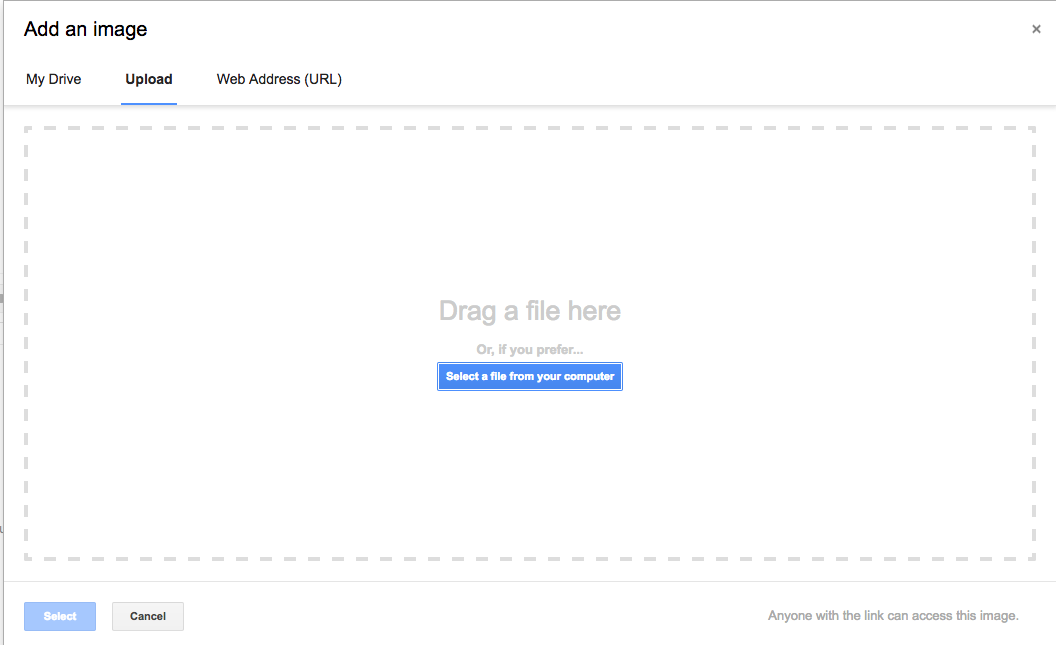 Add an image
×
My Drive Upload Web Address (URL)
Drag a file here
Or, if you prefer...
Select a file from your computer
Select Cancel Anyone with the link can access this image.